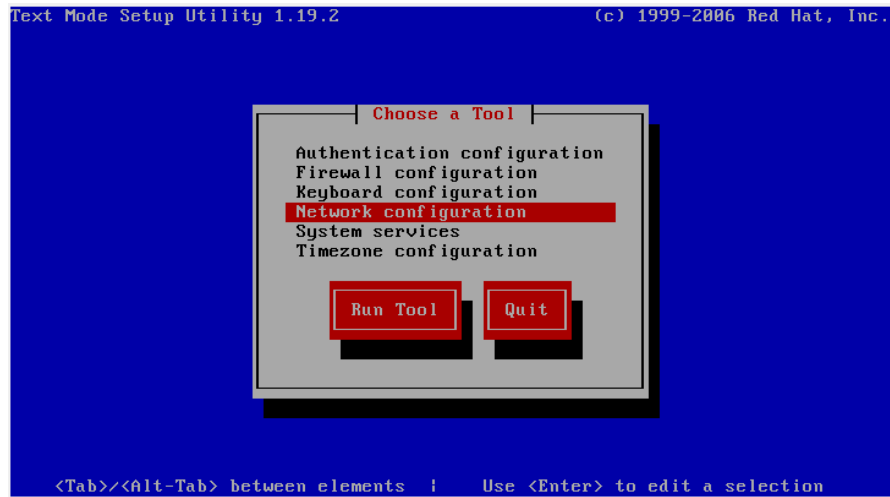 Text Mode Setup Utility 1.19.2 (c) 1999-2006 Red Hat, Inc.
Choose a Tool
Authentication configuration
Firewall configuration
Keyboard configuration
Network configuration
System services
Timezone configuration
Run Tool Quit
<Tab>/<Alt-Tab> between elements | Use <Enter> to edit a selection